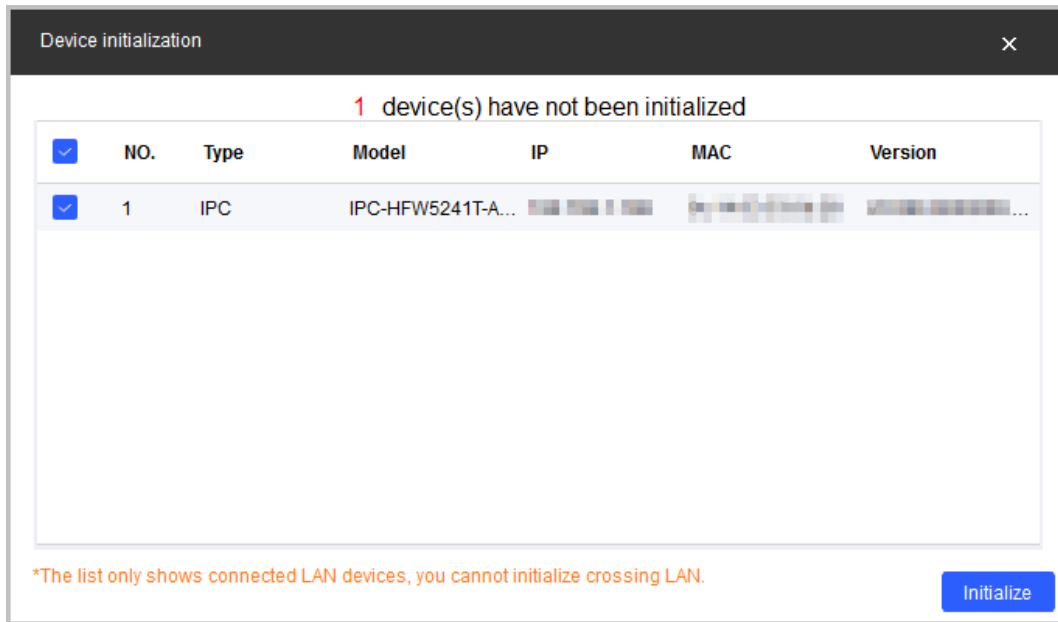 Device initialization
1 device(s) have not been initialized
NO. Type Model IP MAC Version
1 IPC IPC-HFW5241T-A... ...
*The list only shows connected LAN devices, you cannot initialize crossing LAN.
Initialize